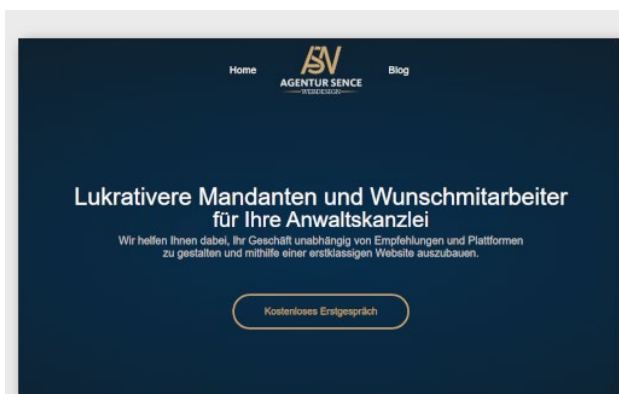 Home
ASW
AGENTUR SENCE
WEBDESIGN
Blog
Lukrativere Mandanten und Wunschmitarbeiter
für Ihre Anwaltskanzlei
Wir helfen Ihnen dabei, Ihr Geschäft unabhängig von Empfehlungen und Plattformen
zu gestalten und mithilfe einer erstklassigen Website auszubauen.
Kostenloses Erstgespräch